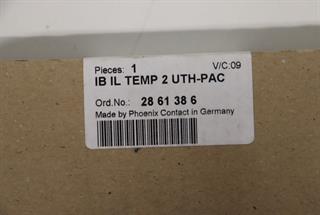 Pieces: 1 V/C:09
IB IL TEMP 2 UTH-PAC
Ord.No.: 28 61 38 6
Made by Phoenix Contact in Germany